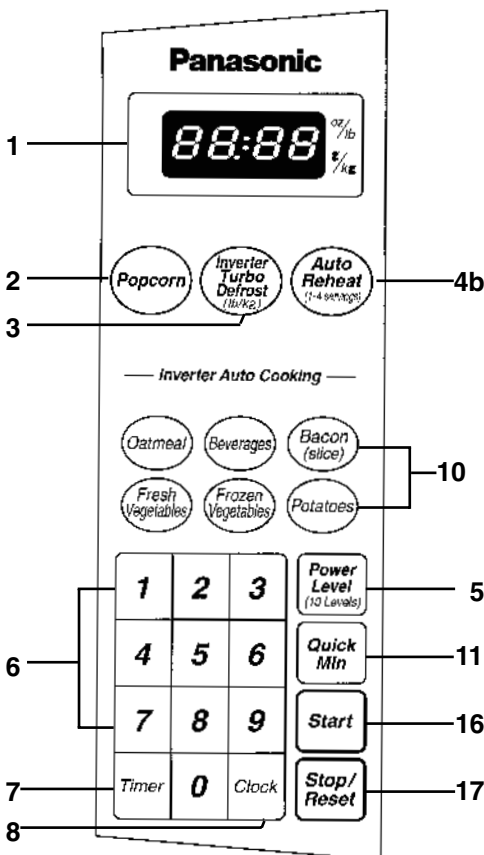 Panasonic
1
88:88
oz/lb
g/kg
2
Popcorn
Inverter
Turbo
Defrost
(lb/kg)
3
Auto
Reheat
(1-4 servings)
4b
Inverter Auto Cooking
Oatmeal
Beverages
Bacon
(slice)
Fresh
Vegetables
Frozen
Vegetables
Potatoes
10
1 2 3
4 5 6
7 8 9
Timer 0 Clock
6
7
8
Power
Level
(10 Levels)
5
Quick
Min
11
Start
16
Stop/
Reset
17